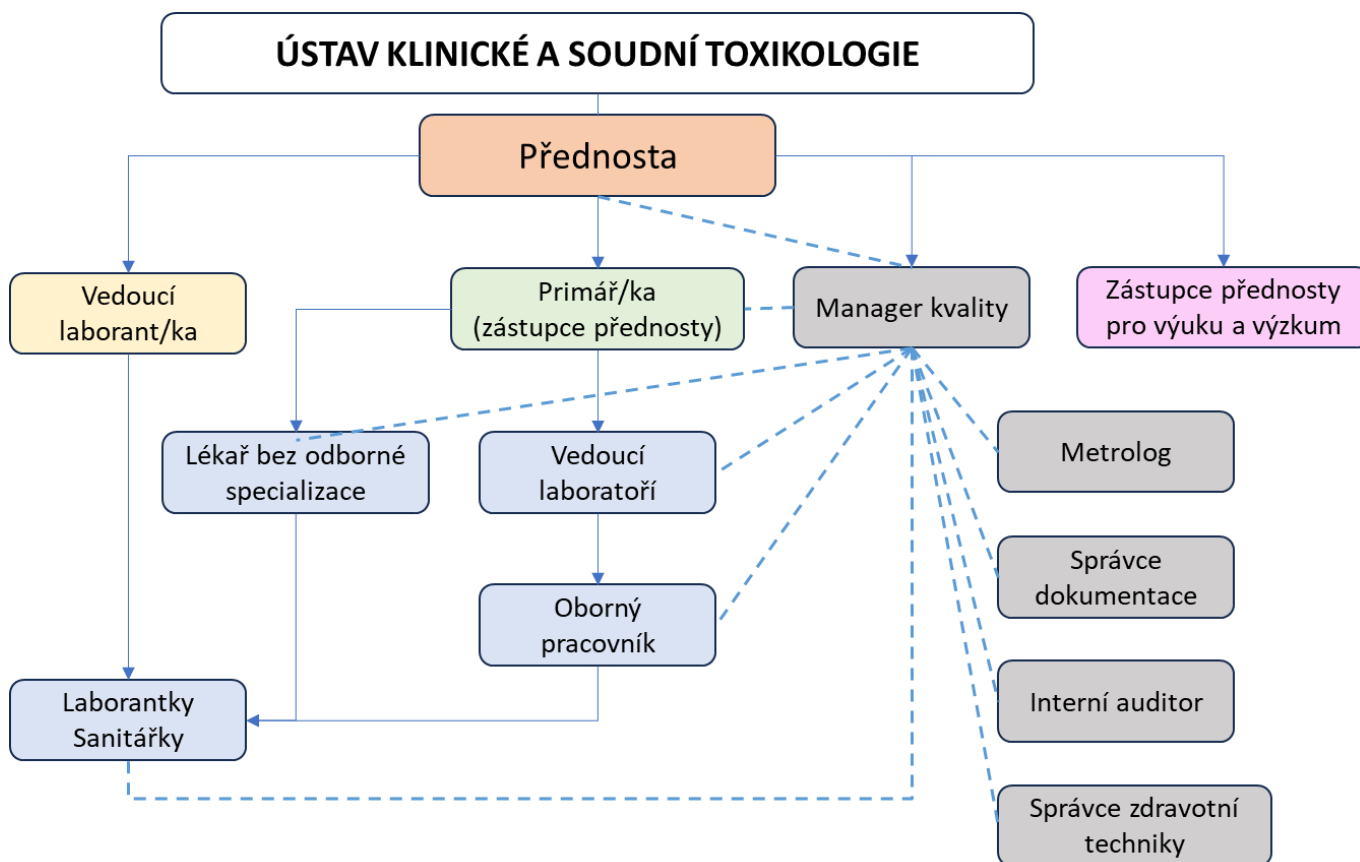 ÚSTAV KLINICKÉ A SOUDNÍ TOXIKOLOGIE
Přednosta
Vedoucí
laborant/ka
Primář/ka
(zástupce přednosty)
Manager kvality
Zástupce přednosty
pro výuku a výzkum
Lékař bez odborné
specializace
Vedoucí
laboratoří
Metrolog
Správce
dokumentace
Oborný
pracovník
Laborantky
Sanitářky
Interní auditor
Správce zdravotní
techniky